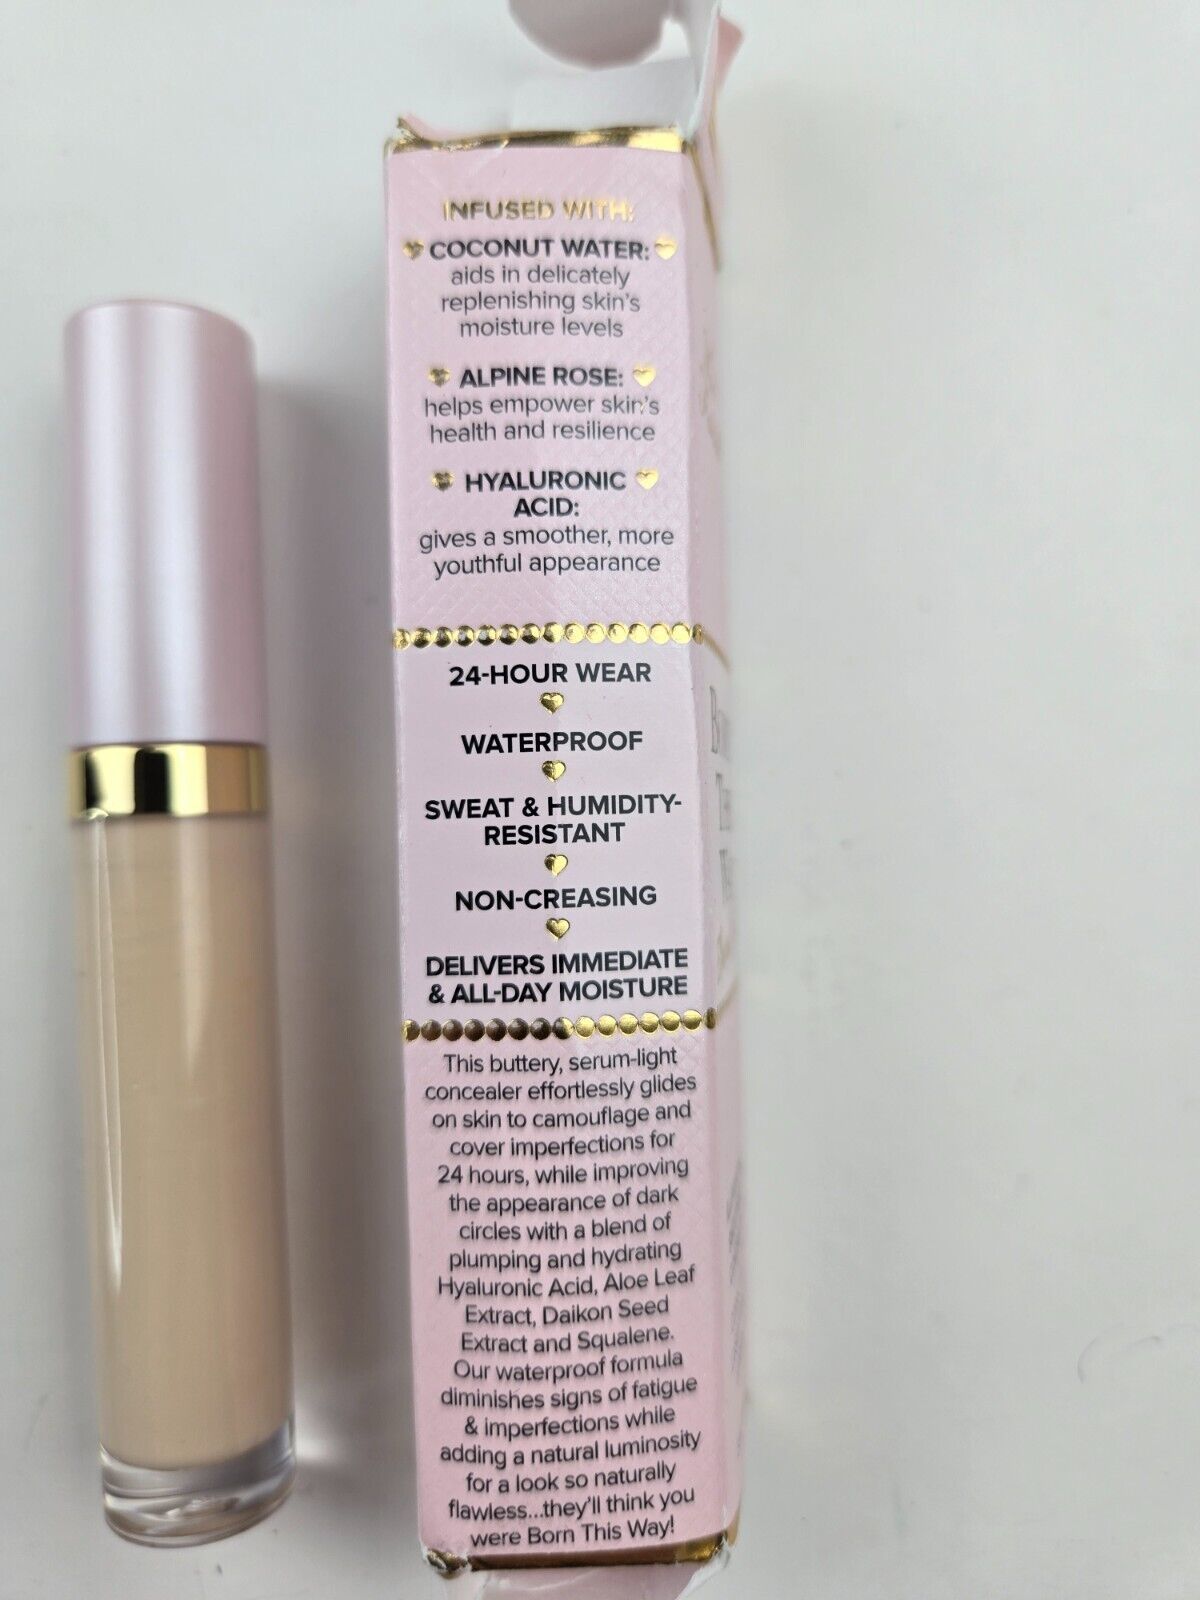 INFUSED WITH:
COCONUT WATER:
aids in delicately
replenishing skin's
moisture levels
ALPINE ROSE:
helps empower skin's
health and resilience
HYALURONIC
ACID:
gives a smoother, more
youthful appearance
24-HOUR WEAR
WATERPROOF
SWEAT & HUMIDITY-
RESISTANT
NON-CREASING
DELIVERS IMMEDIATE
& ALL-DAY MOISTURE
This buttery, serum-light
concealer effortlessly glides
on skin to camouflage and
cover imperfections for
24 hours, while improving
the appearance of dark
circles with a blend of
plumping and hydrating
Hyaluronic Acid, Aloe Leaf
Extract, Daikon Seed
Extract and Squalene.
Our waterproof formula
diminishes signs of fatigue
& imperfections while
adding a natural luminosity
for a look so naturally
flawless...they'll think you
were Born This Way!